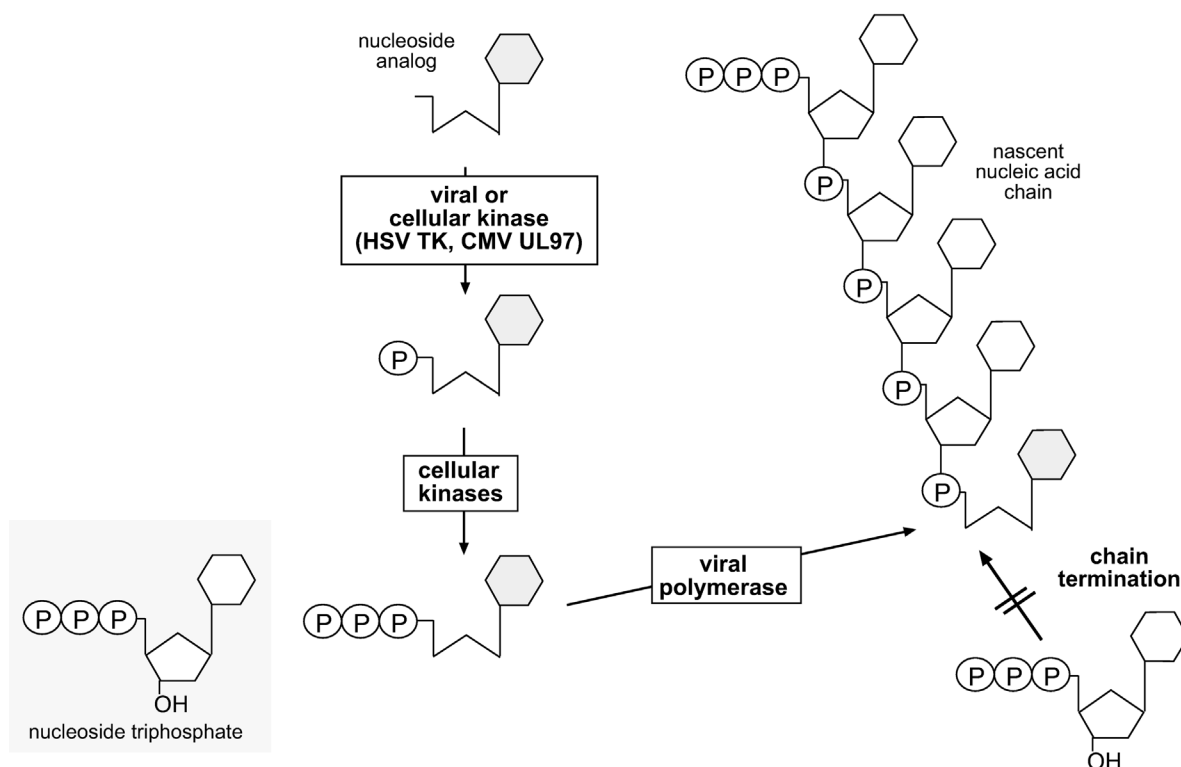 nucleoside
analog
viral or
cellular kinase
(HSV TK, CMV UL97)
P
cellular
kinases
P P P
viral
polymerase
P P P
P
P
P
P
nascent
nucleic acid
chain
chain
termination
P P P
OH
P P P
OH
nucleoside triphosphate